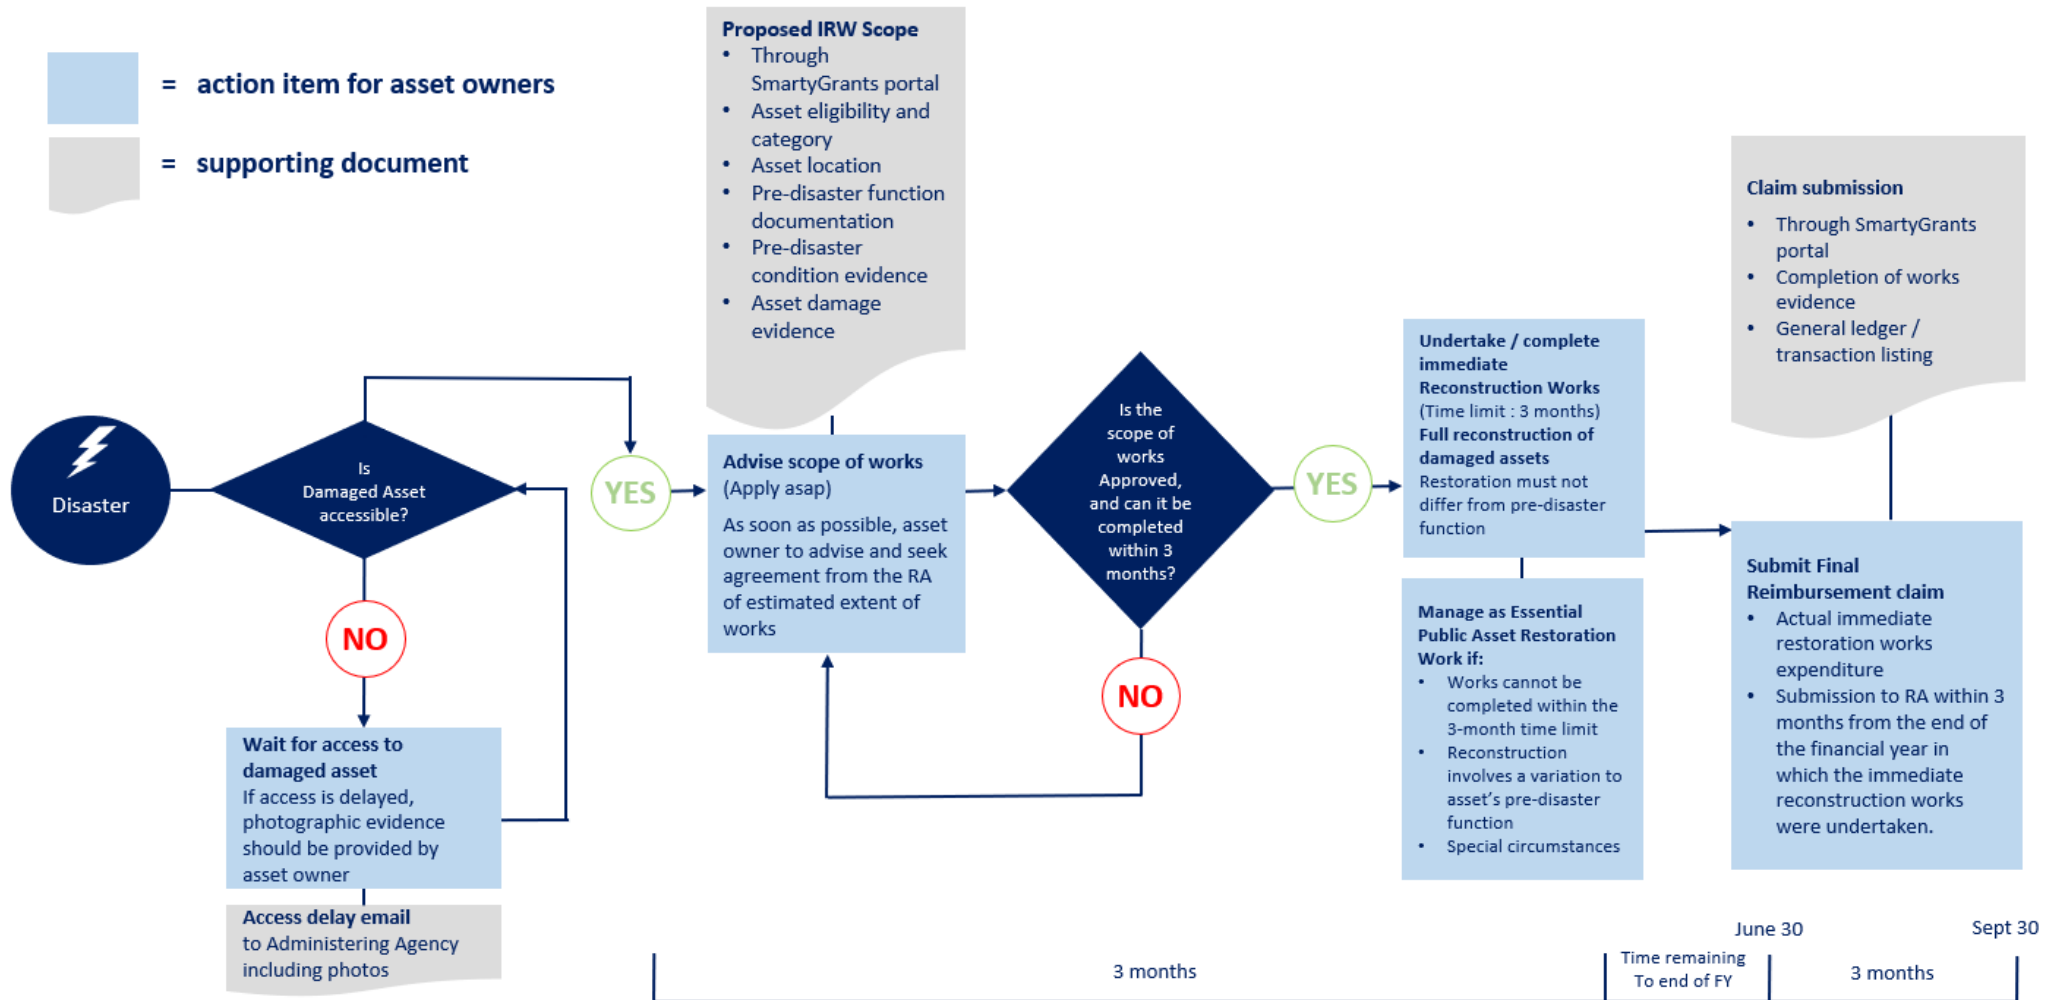 = action item for asset owners
= supporting document
Disaster
Is
Damaged Asset
accessible?
NO
Wait for access to
damaged asset
If access is delayed,
photographic evidence
should be provided by
asset owner
Access delay email
to Administering Agency
including photos
YES
Proposed IRW Scope
• Through
SmartyGrants portal
• Asset eligibility and
category
• Asset location
• Pre-disaster function
documentation
• Pre-disaster
condition evidence
• Asset damage
evidence
Advise scope of works
(Apply asap)
As soon as possible, asset
owner to advise and seek
agreement from the RA
of estimated extent of
works
Is the
scope of
works
Approved,
and can it be
completed
within 3
months?
NO
YES
Undertake / complete
immediate
Reconstruction Works
(Time limit : 3 months)
Full reconstruction of
damaged assets
Restoration must not
differ from pre-disaster
function
Manage as Essential
Public Asset Restoration
Work if:
• Works cannot be
completed within the
3-month time limit
• Reconstruction
involves a variation to
asset's pre-disaster
function
• Special circumstances
Claim submission
• Through SmartyGrants
portal
• Completion of works
evidence
• General ledger /
transaction listing
Submit Final
Reimbursement claim
• Actual immediate
restoration works
expenditure
• Submission to RA within 3
months from the end of
the financial year in
which the immediate
reconstruction works
were undertaken.
June 30
Sept 30
3 months
Time remaining
To end of FY
3 months